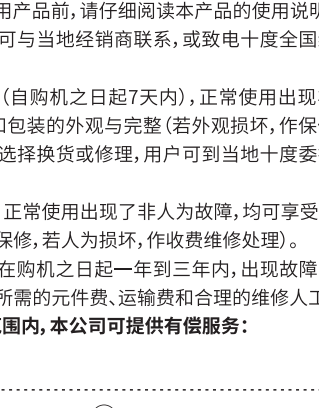 用产品前,请仔细阅读本产品的使用说明
可与当地经销商联系,或致电十度全国
（自购机之日起7天内）,正常使用出现
包装的外观与完整（若外观损坏,作保
选择换货或修理,用户可到当地十度委
正常使用出现了非人为故障,均可享受
保修,若人为损坏,作收费维修处理）。
在购机之日起一年到三年内,出现故障
所需的元件费、运输费和合理的维修人工
围内,本公司可提供有偿服务：